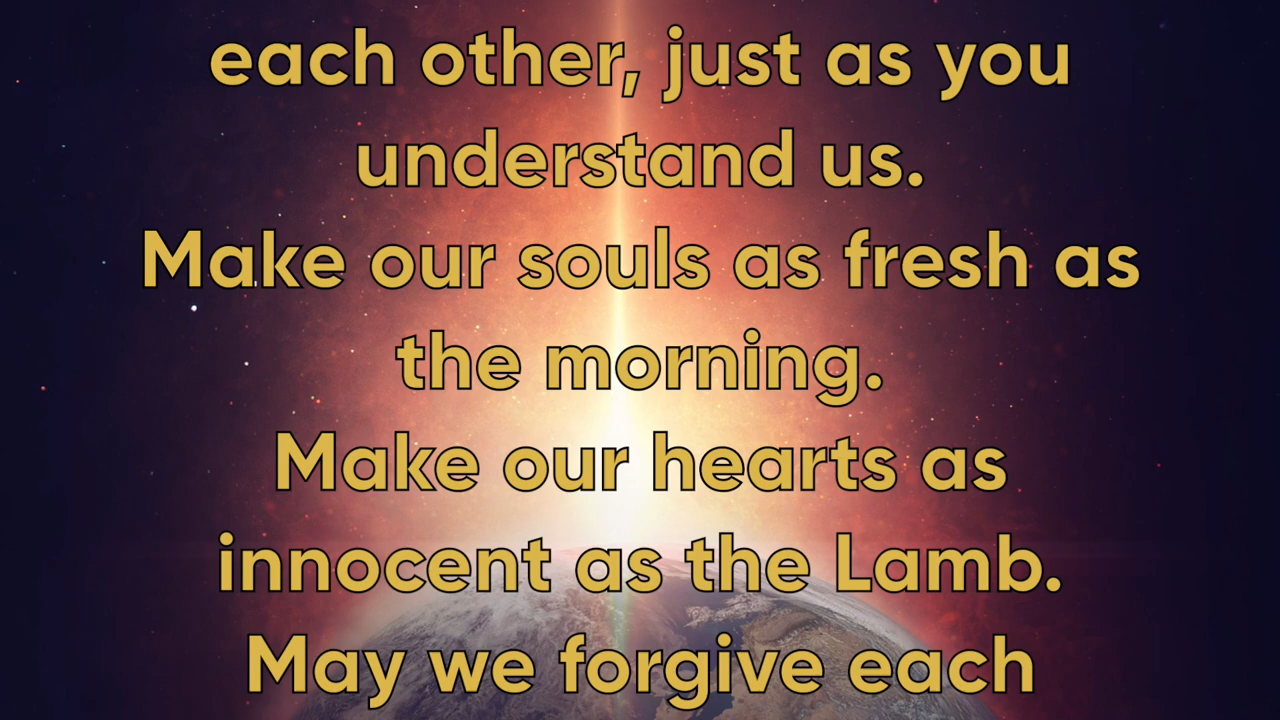 each other, just as you
understand us.
Make our souls as fresh as
the morning.
Make our hearts as
innocent as the Lamb.
May we forgive each